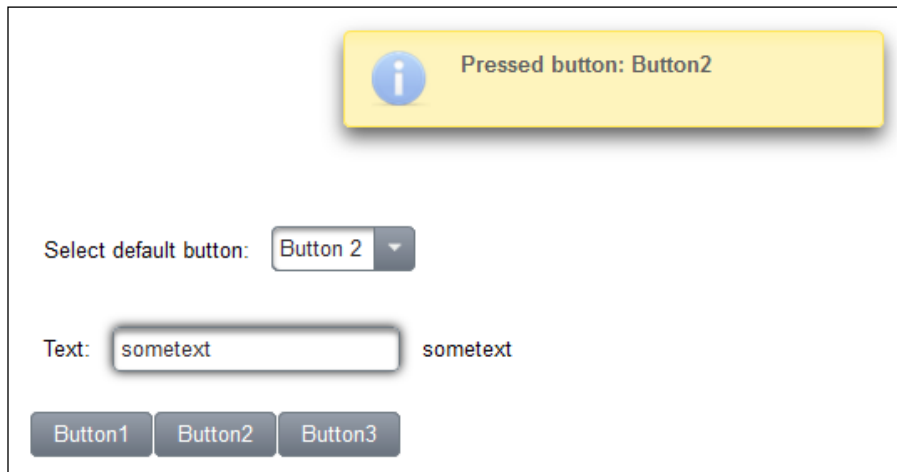 Pressed button: Button2
Select default button: Button 2
Text: sometext sometext
Button1 Button2 Button3